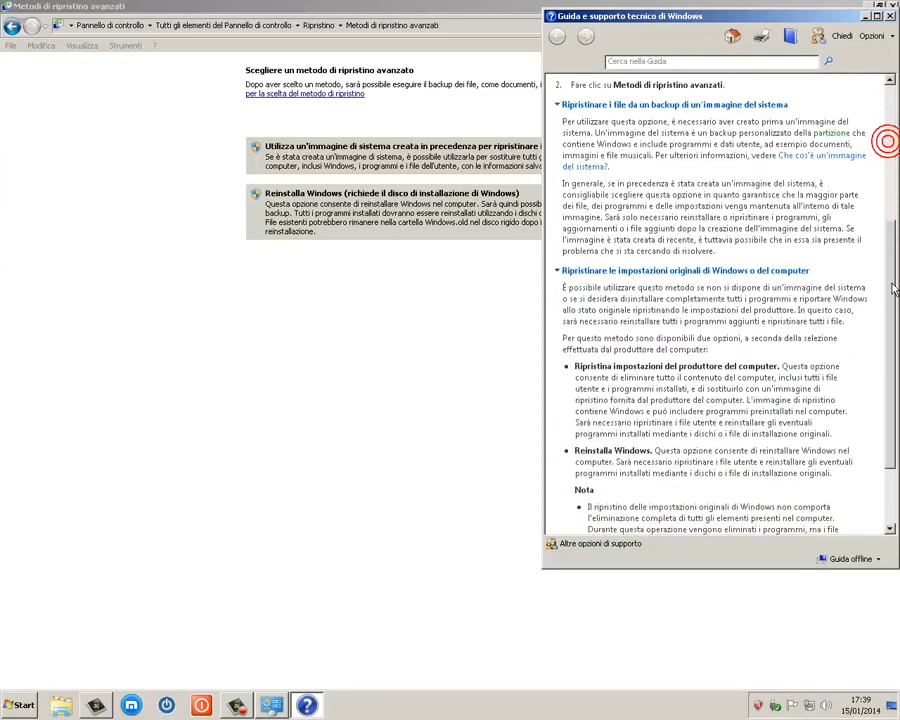 Metodi di ripristino avanzati
Pannello di controllo
Tutti gli elementi del Pannello di controllo
Ripristino
Metodi di ripristino avanzati
File
Modifica
Visualizza
Strumenti
?
Scegliere un metodo di ripristino avanzato
Dopo aver scelto un metodo, sarà possibile eseguire il backup dei file, come documenti,
per la scelta del metodo di ripristino
Utilizza un'immagine di sistema creata in precedenza per ripristinare i
Se è stata creata un'immagine di sistema, è possibile utilizzarla per sostituire tutti g
computer, inclusi Windows, i programmi e i file dell'utente, con le informazioni salva
Reinstalla Windows (richiede il disco di installazione di Windows)
Questa opzione consente di reinstallare Windows nel computer. Sarà quindi possib
backup. Tutti i programmi installati dovranno essere reinstallati utilizzando i dischi c
File esistenti potrebbero rimanere nella cartella Windows.old nel disco rigido dopo i
reinstallazione.
Guida e supporto tecnico di Windows
Chiedi
Opzioni
Cerca nella Guida
2. Fare clic su Metodi di ripristino avanzati.
Ripristinare i file da un backup di un'immagine del sistema
Per utilizzare questa opzione, è necessario aver creato prima un'immagine del
sistema. Un'immagine del sistema è un backup personalizzato della partizione che
contiene Windows e include programmi e dati utente, ad esempio documenti,
immagini e file musicali. Per ulteriori informazioni, vedere Che cos'è un'immagine
del sistema?.
In generale, se in precedenza è stata creata un'immagine del sistema, è
consigliabile scegliere questa opzione in quanto garantisce che la maggior parte
dei file, dei programmi e delle impostazioni venga mantenuta all'interno di tale
immagine. Sarà solo necessario reinstallare o ripristinare i programmi, gli
aggiornamenti o i file aggiunti dopo la creazione dell'immagine del sistema. Se
l'immagine è stata creata di recente, è tuttavia possibile che in essa sia presente il
problema che si sta cercando di risolvere.
Ripristinare le impostazioni originali di Windows o del computer
È possibile utilizzare questo metodo se non si dispone di un'immagine del sistema
o se si desidera disinstallare completamente tutti i programmi e riportare Windows
allo stato originale ripristinando le impostazioni del produttore. In questo caso,
sarà necessario reinstallare tutti i programmi aggiunti e ripristinare tutti i file.
Per questo metodo sono disponibili due opzioni, a seconda della selezione
effettuata dal produttore del computer:
• Ripristina impostazioni del produttore del computer. Questa opzione
consente di eliminare tutto il contenuto del computer, inclusi tutti i file
utente e i programmi installati, e di sostituirlo con un'immagine di
ripristino fornita dal produttore del computer. L'immagine di ripristino
contiene Windows e può includere programmi preinstallati nel computer.
Sarà necessario ripristinare i file utente e reinstallare gli eventuali
programmi installati mediante i dischi o i file di installazione originali.
• Reinstalla Windows. Questa opzione consente di reinstallare Windows nel
computer. Sarà necessario ripristinare i file utente e reinstallare gli eventuali
programmi installati mediante i dischi o i file di installazione originali.
Nota
• Il ripristino delle impostazioni originali di Windows non comporta
l'eliminazione completa di tutti gli elementi presenti nel computer.
Durante questa operazione vengono eliminati i programmi, ma i file
Altre opzioni di supporto
Guida offline
Start
17:39
15/01/2014